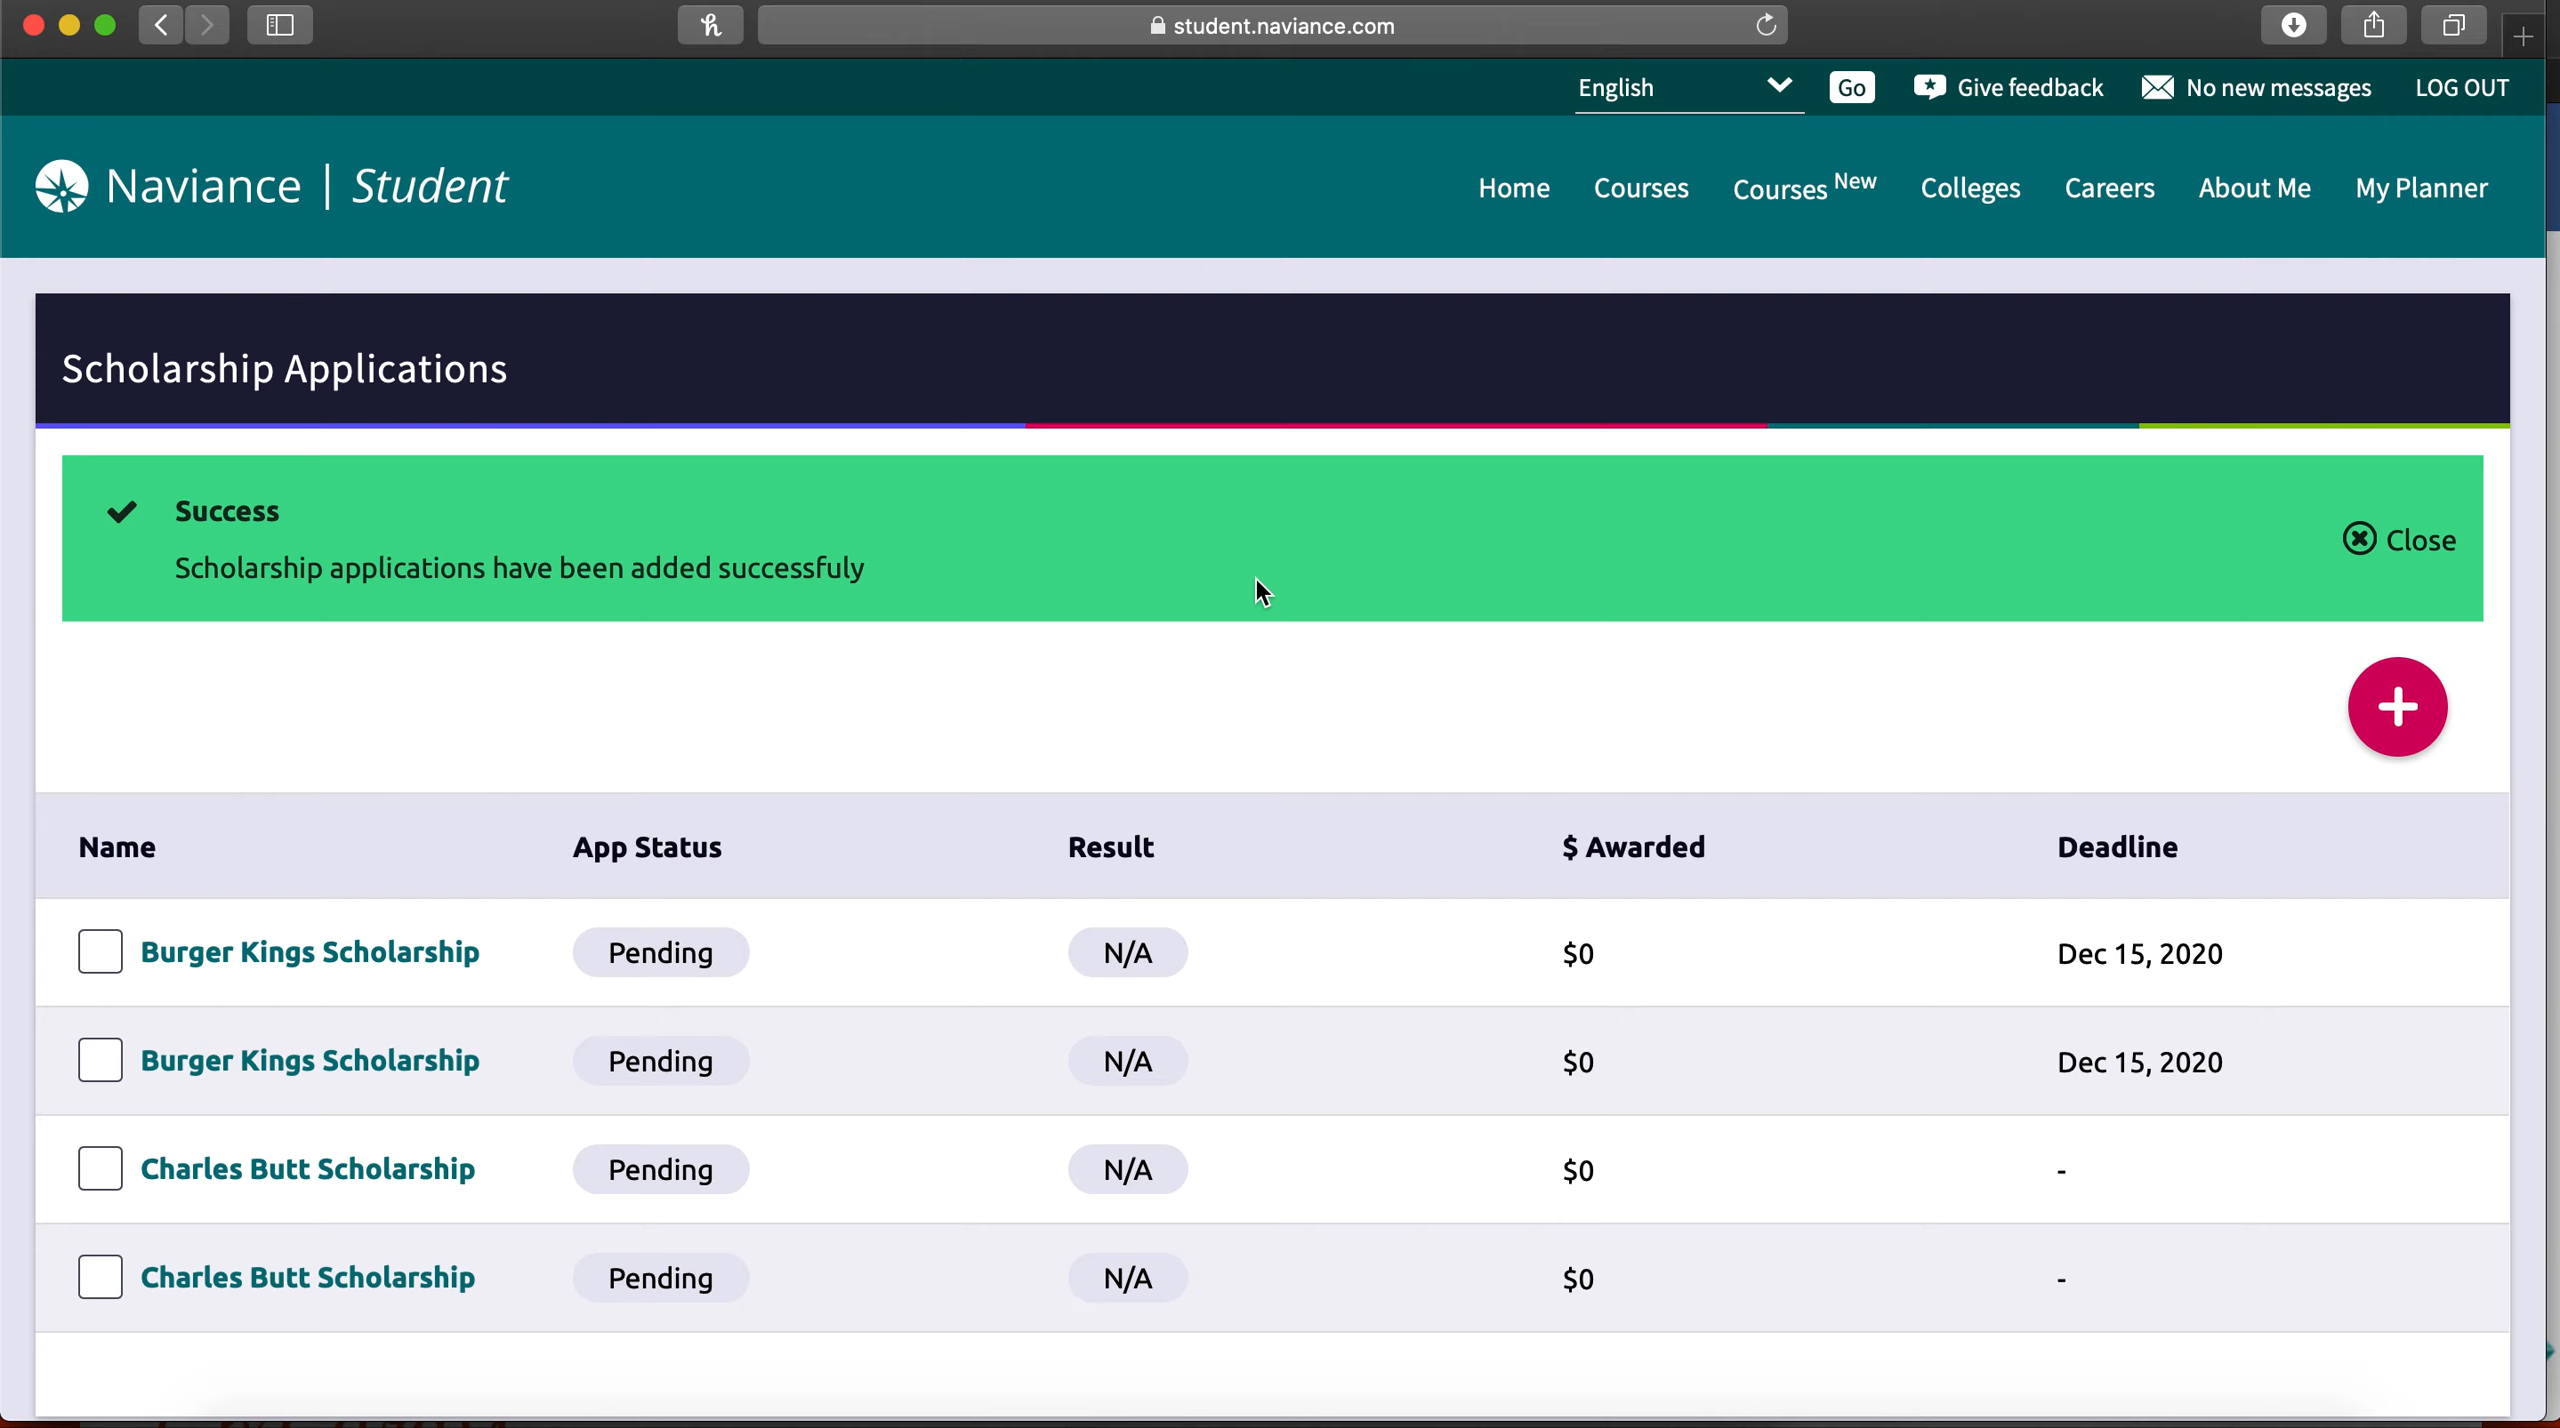 student.naviance.com
English Go Give feedback No new messages LOG OUT
Naviance | Student Home Courses Courses New Colleges Careers About Me My Planner
Scholarship Applications
Success
Scholarship applications have been added successfuly
Close
Name App Status Result $ Awarded Deadline
Burger Kings Scholarship Pending N/A $0 Dec 15, 2020
Burger Kings Scholarship Pending N/A $0 Dec 15, 2020
Charles Butt Scholarship Pending N/A $0 -
Charles Butt Scholarship Pending N/A $0 -